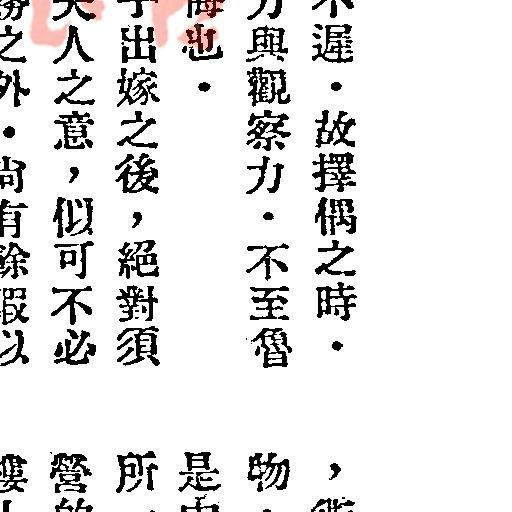 不遲・故擇偶之時・
力與觀察力・不至魯
悔也・
子出嫁之後，絕對須
夫人之意，似可不必
務之外・尚有餘暇以
，
物・
是中
所
營的